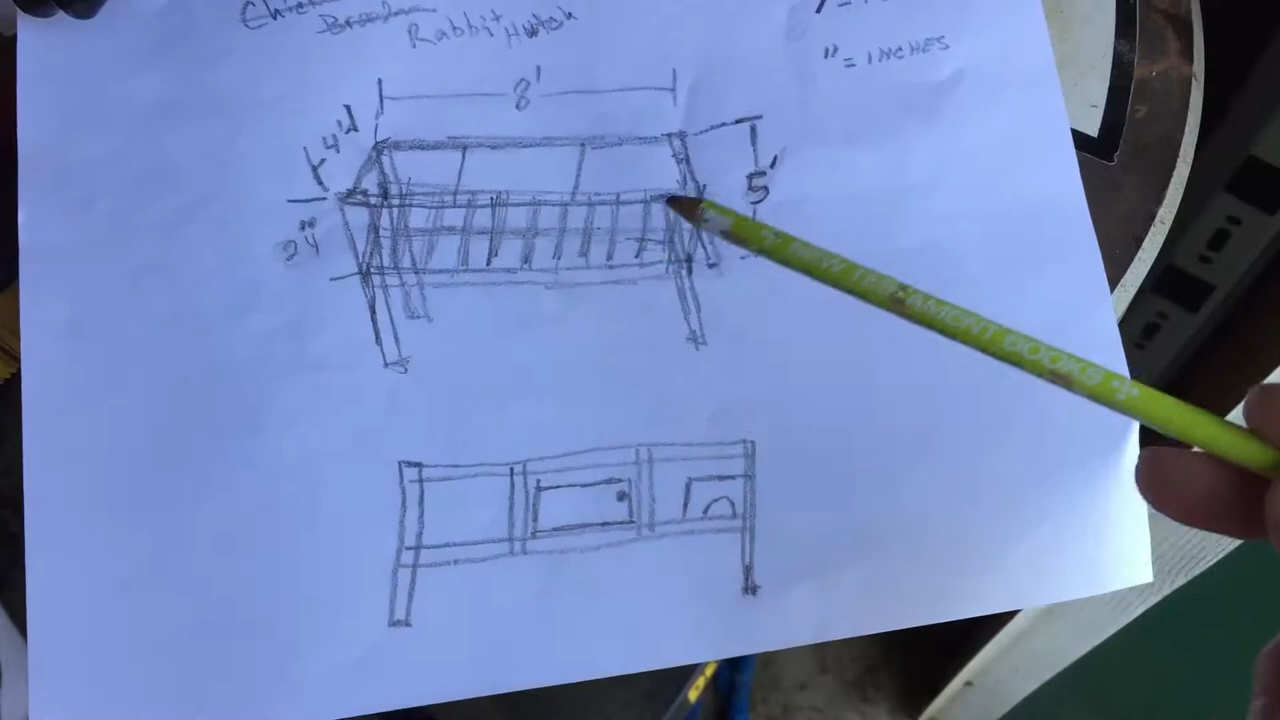 Rabbit Hutch
" = INCHES
8'
4'
5'
24"
NEW TESTAMENT BOOKS